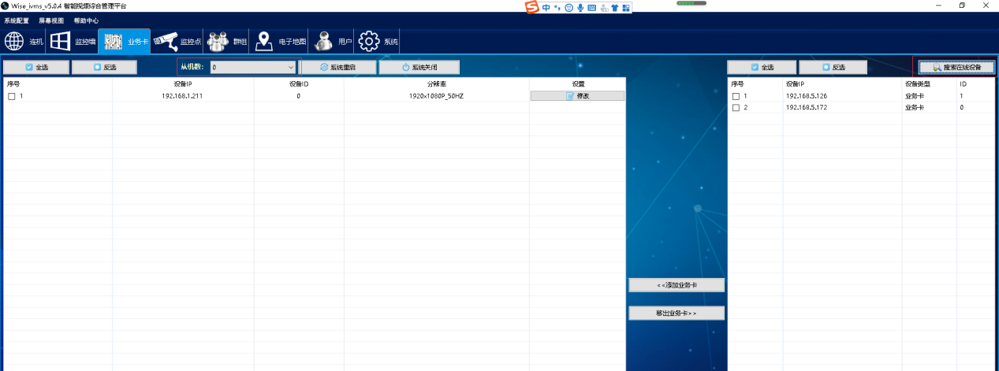 Wise_ivms_v5.0.4 智能视频综合管理平台
中
系统配置 屏幕视图 帮助中心
连机 监控墙 业务卡 监控点 群组 电子地图 用户 系统
全选 反选 从机数: 0 系统重启 系统关闭 全选 反选 搜索在线设备
序号 设备IP 设备ID 分辨率 设置 序号 设备IP 设备类型 ID
1 192.168.1.211 0 1920×1080P_50HZ 修改 1 192.168.5.126 业务卡 1
2 192.168.5.172 业务卡 0
<<添加业务卡
移出业务卡>>